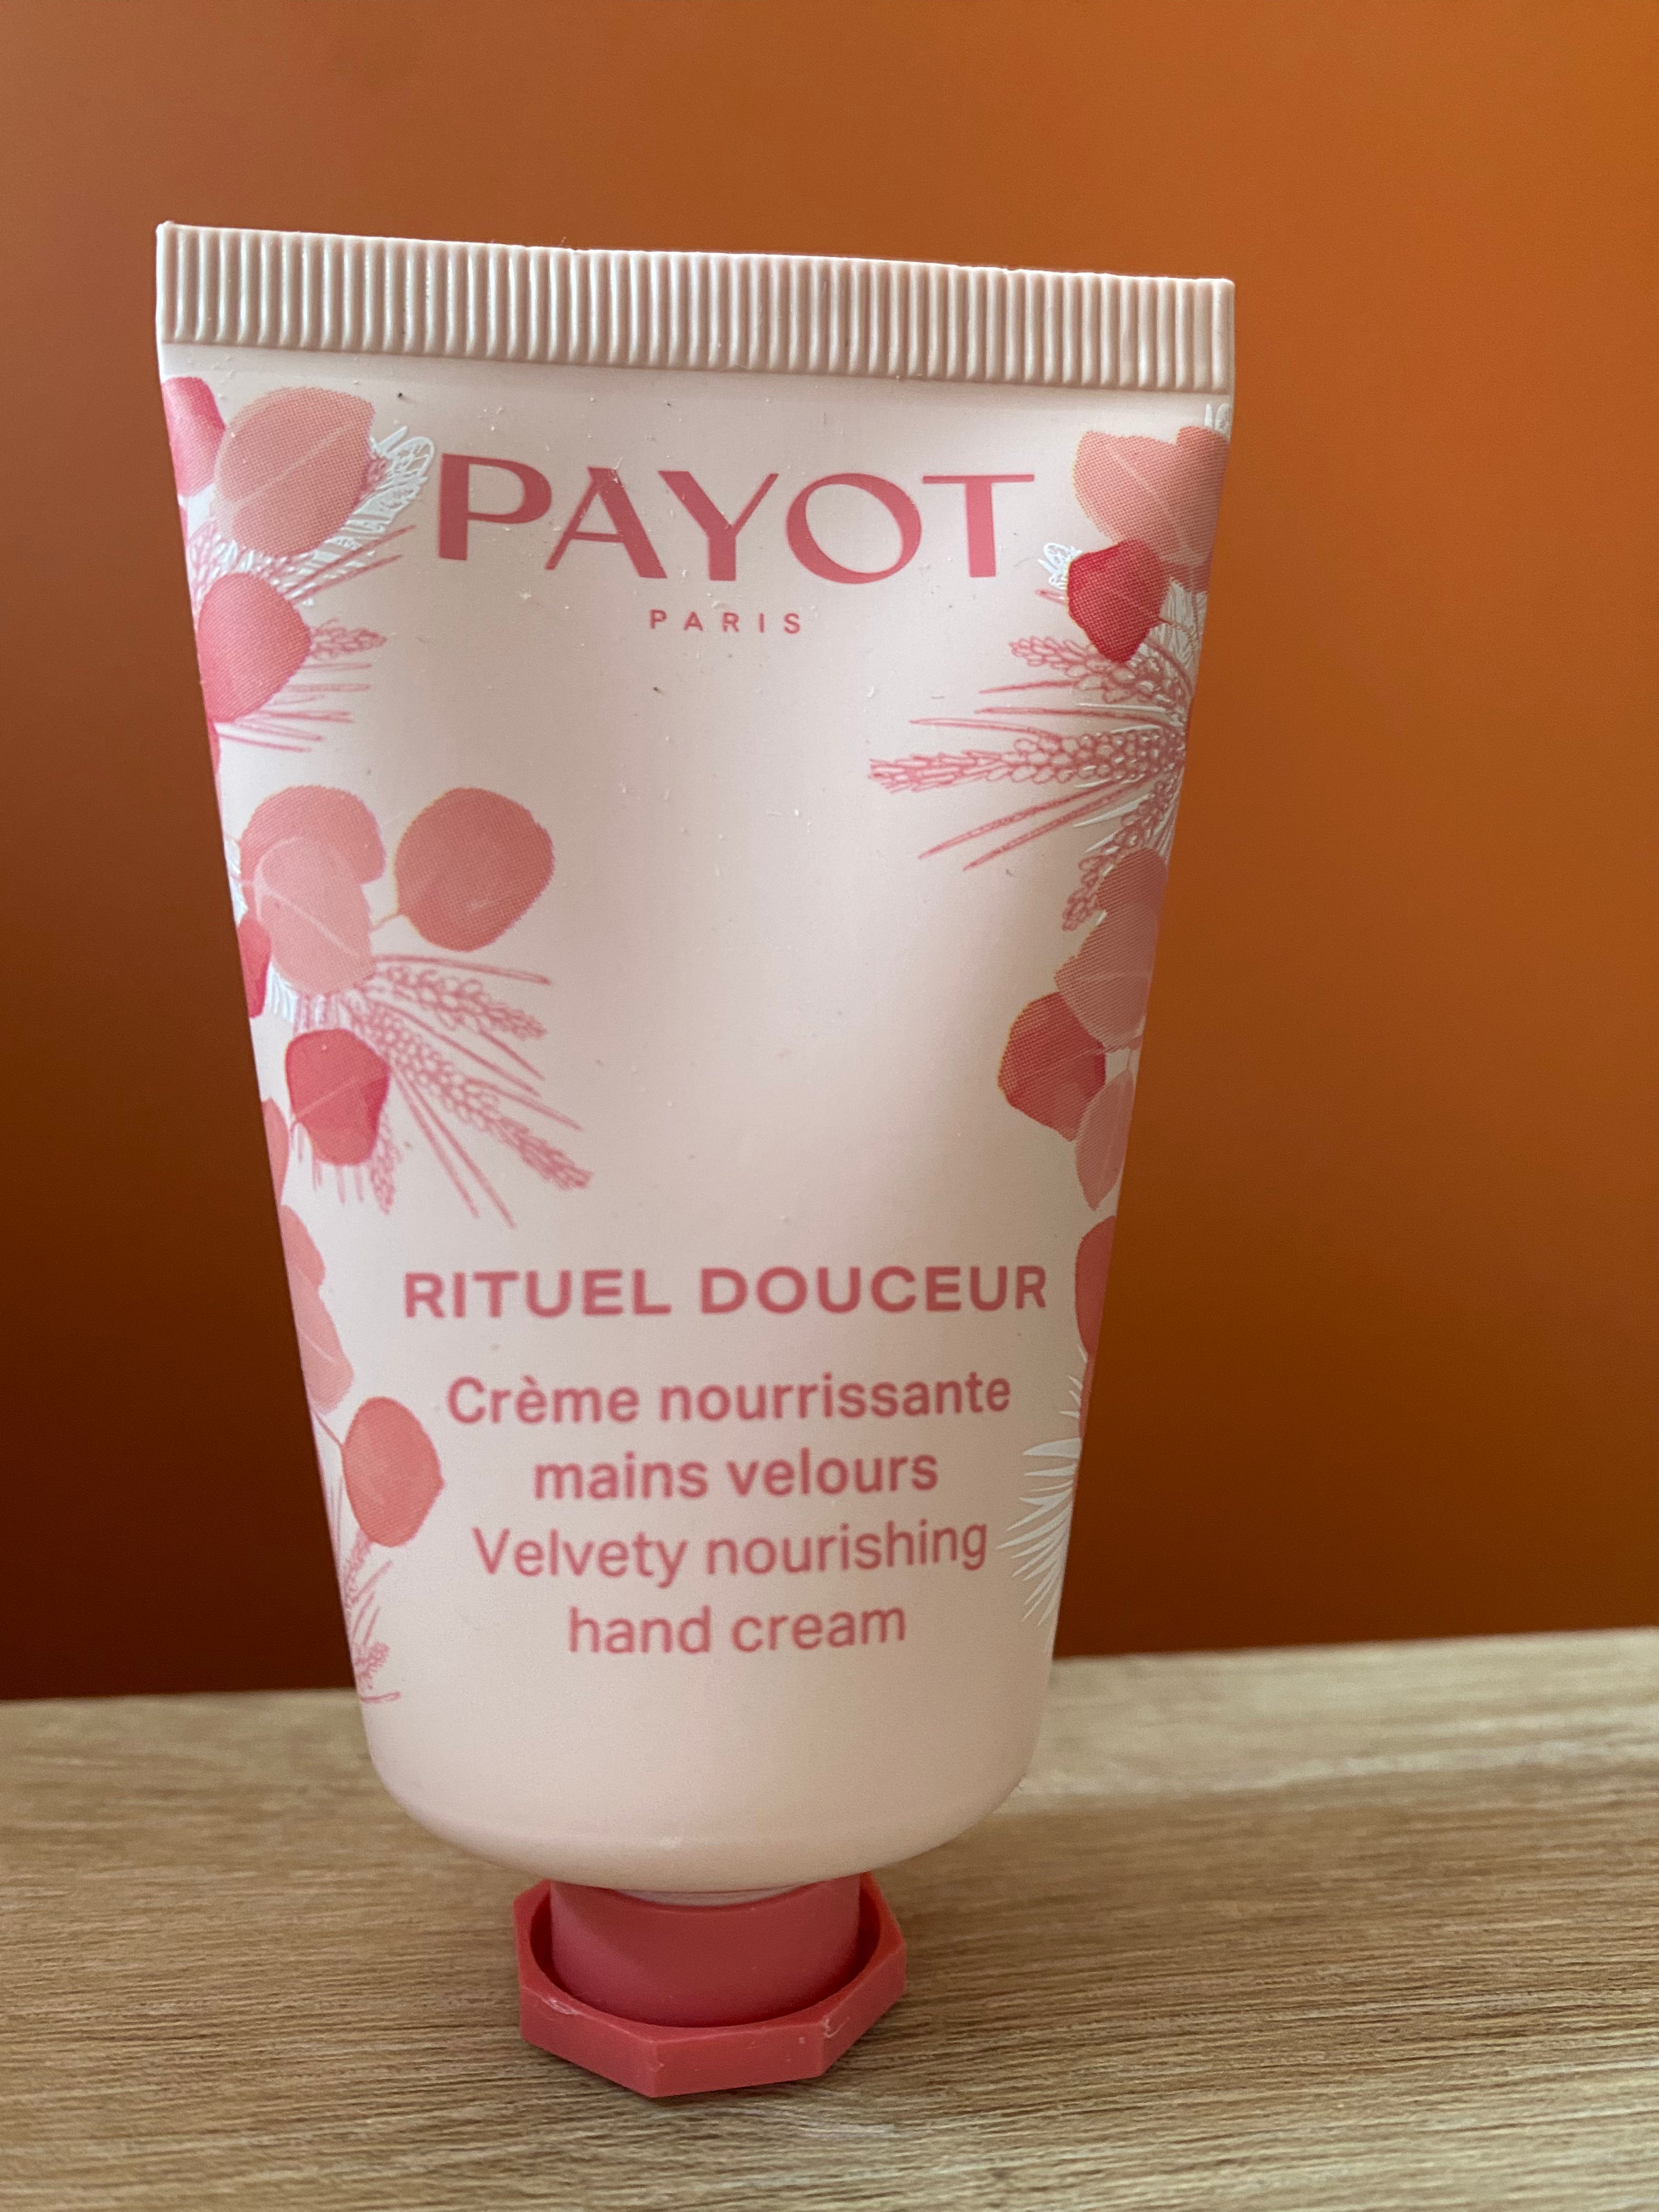 PAYOT
PARIS
RITUEL DOUCEUR
Crème nourrissante
mains velours
Velvety nourishing
hand cream